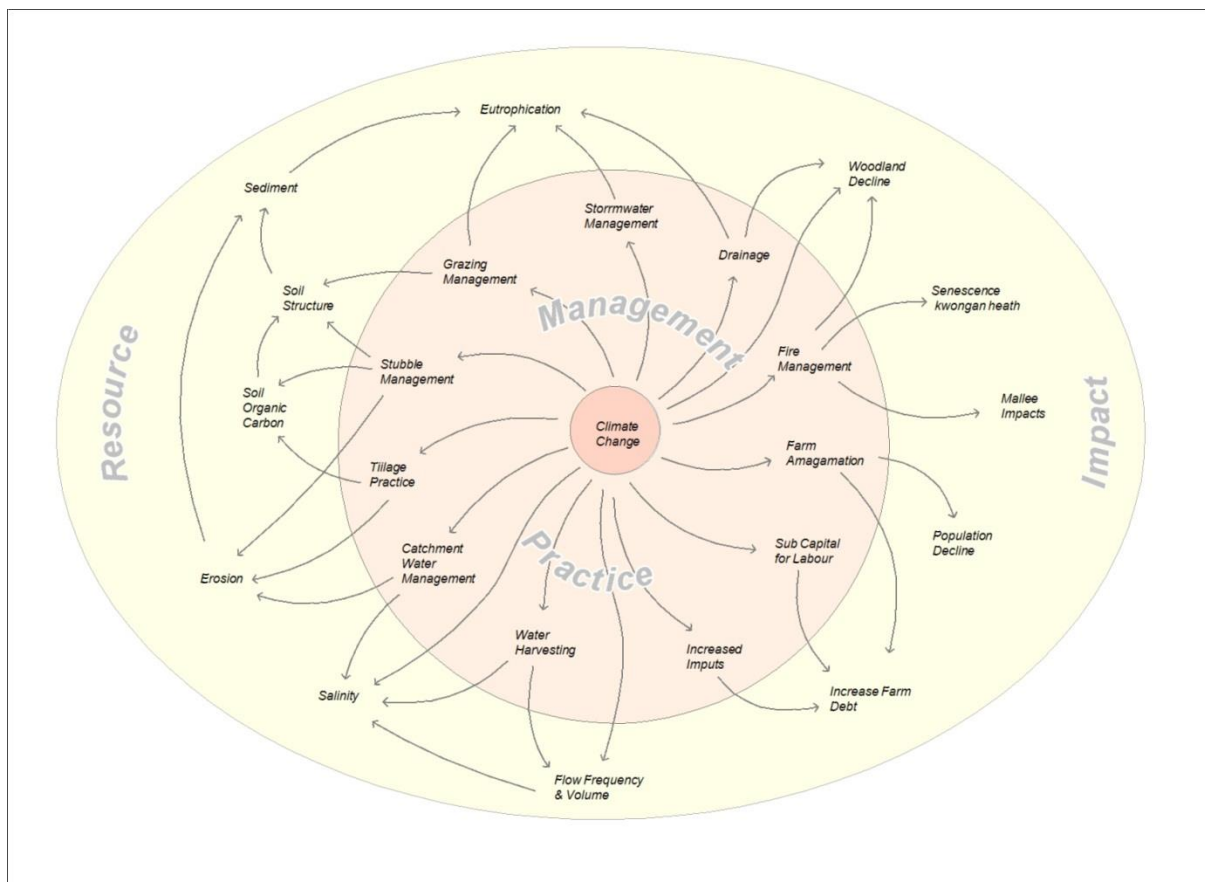 Eutrophication
Woodland
Decline
Sediment
Storrmwater
Management
Drainage
Grazing
Management
Soil
Structure
Senescence
kwongan heath
Management
Fire
Management
Stubble
Management
Resource
Impact
Soil
Organic
Carbon
Mallee
Impacts
Climate
Change
Farm
Amagamation
Tiillage
Practice
Population
Decline
Catchment
Water
Management
Practice
Sub Capital
for Labour
Erosion
Water
Harvesting
Increased
Imputs
Salinity
Increase Farm
Debt
Flow Frequency
& Volume